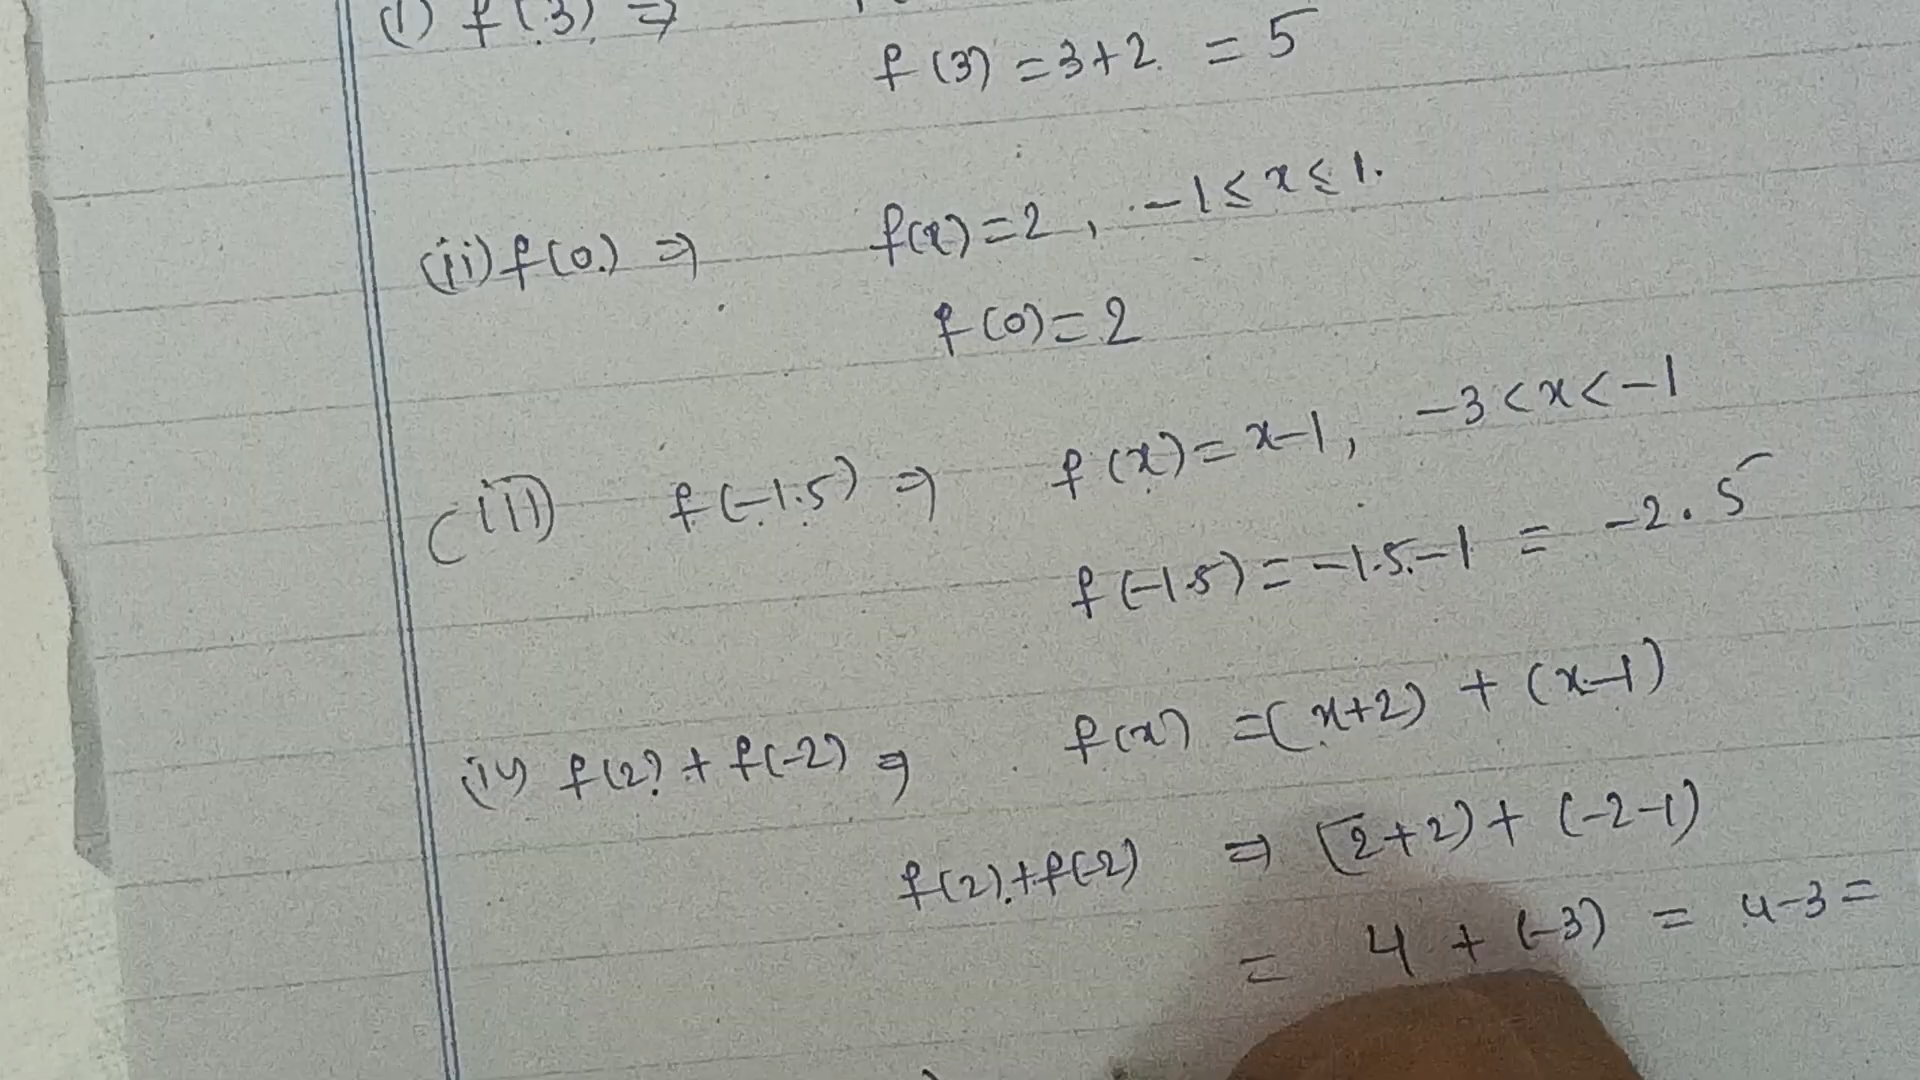 (i) f(3) ⇒
f(3) = 3+2 = 5
(ii) f(0) ⇒ f(x) = 2, -1 ≤ x ≤ 1.
f(0) = 2
(iii) f(-1.5) ⇒ f(x) = x-1, -3 < x < -1
f(-1.5) = -1.5-1 = -2.5
(iv) f(2) + f(-2) ⇒ f(x) = (x+2) + (x-1)
f(2) + f(-2) ⇒ (2+2) + (-2-1)
= 4 + (-3) = 4-3 =